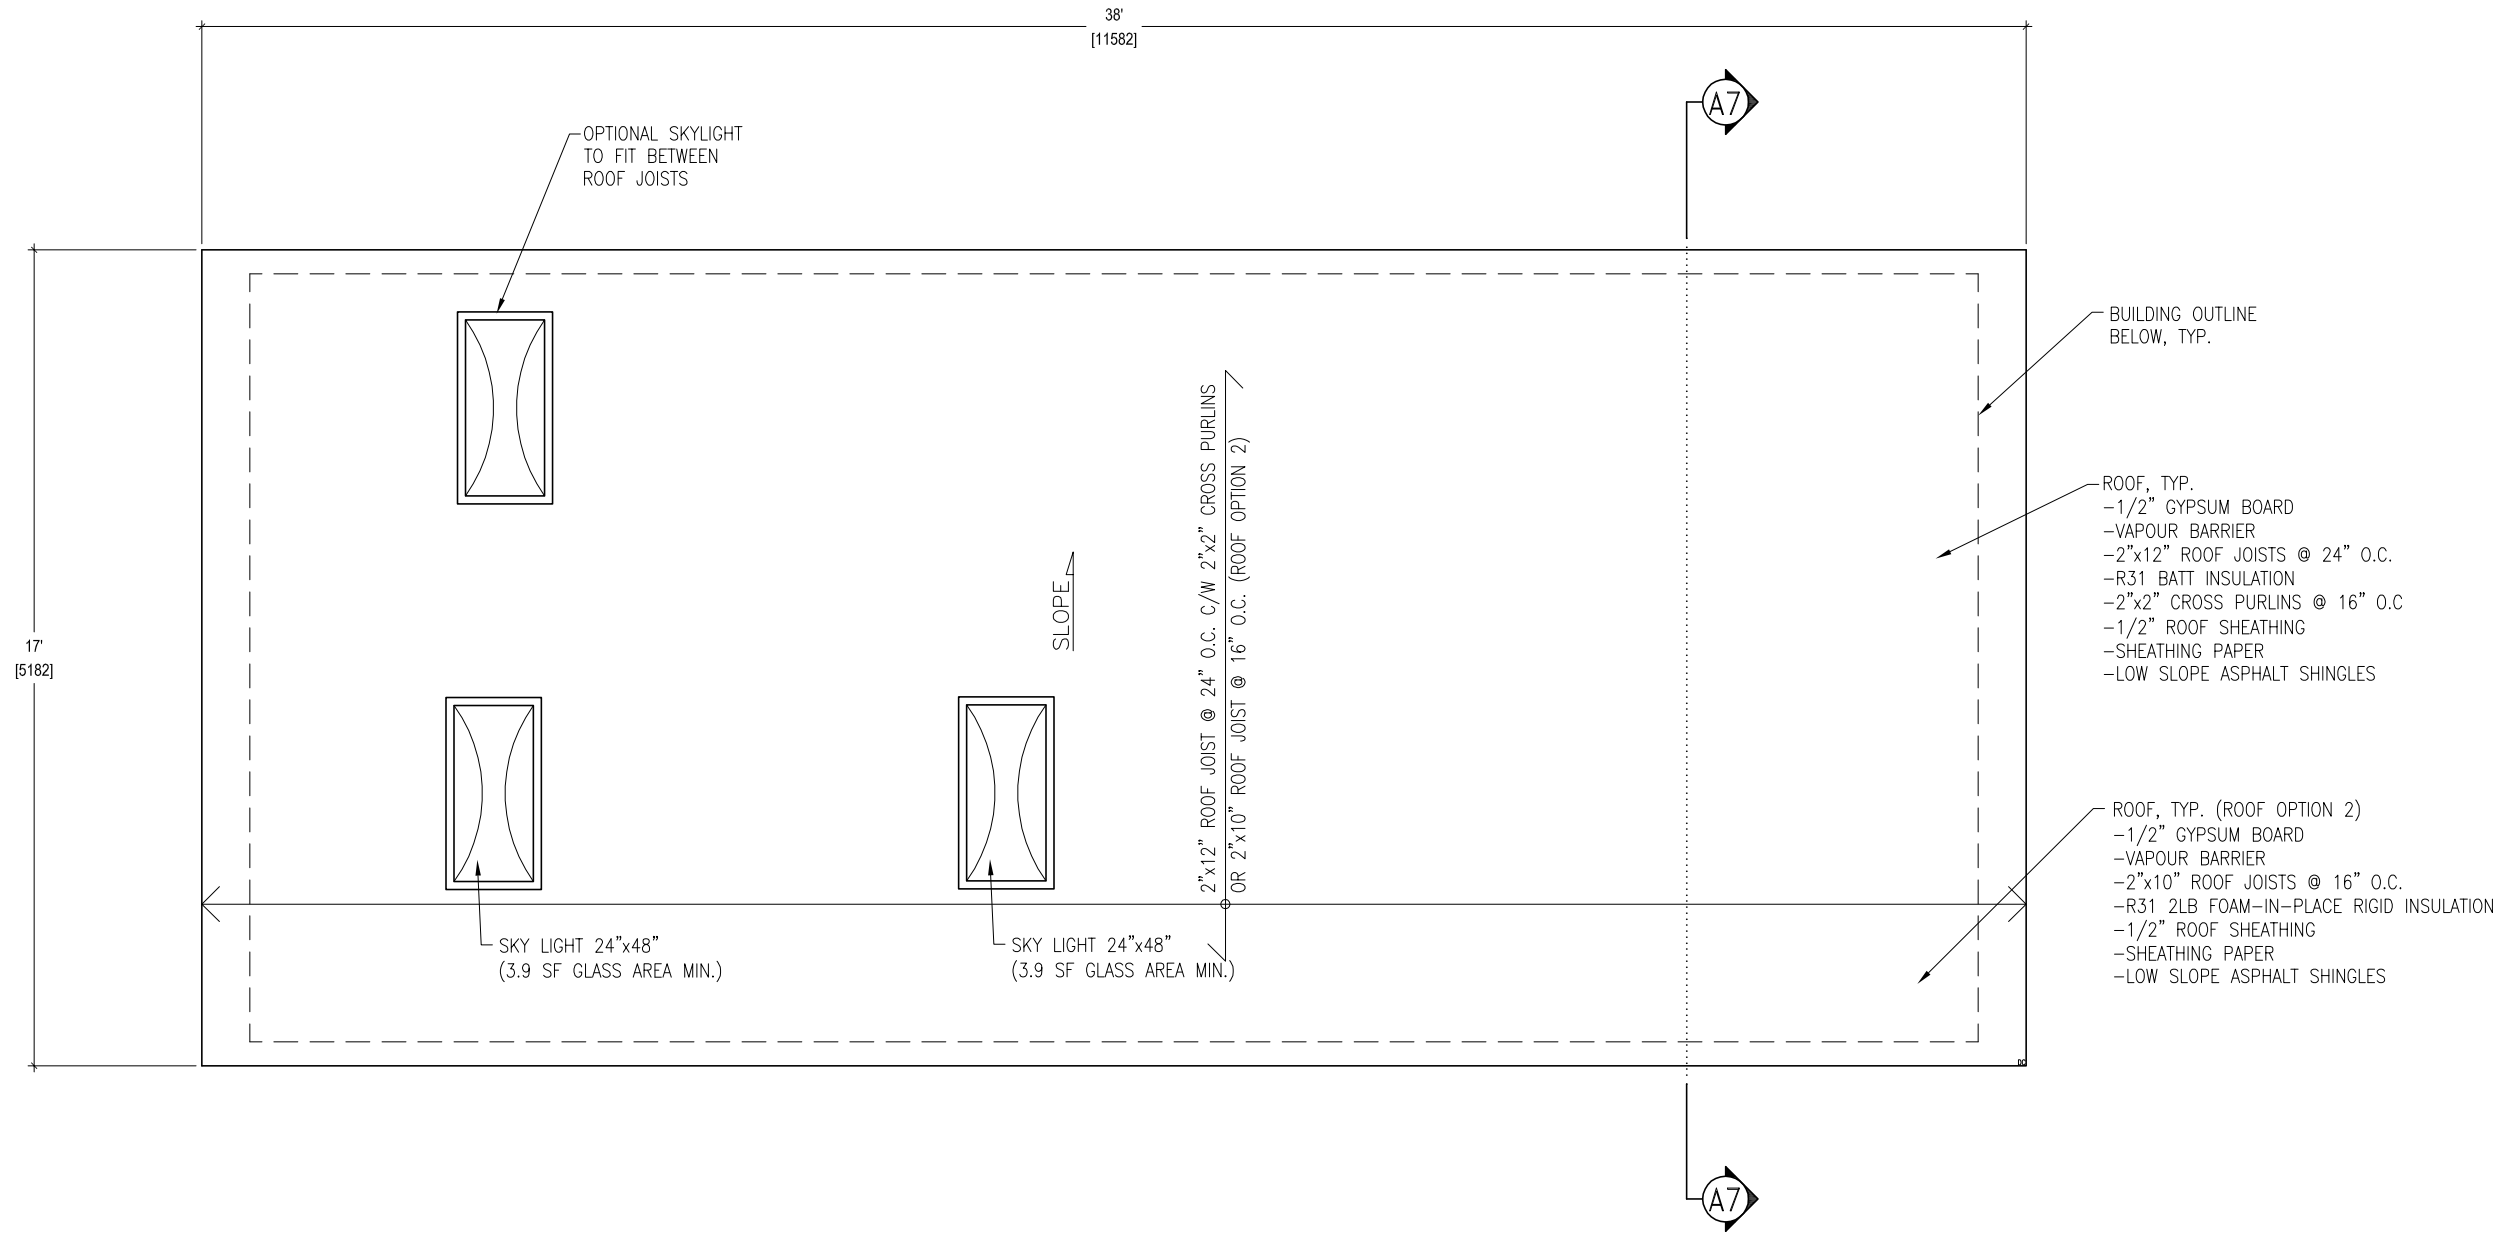 38'
[11582]
A7
OPTIONAL SKYLIGHT
TO FIT BETWEEN
ROOF JOISTS
BUILDING OUTLINE
BELOW, TYP.
ROOF, TYP.
-1/2" GYPSUM BOARD
-VAPOUR BARRIER
-2"x12" ROOF JOISTS @ 24" O.C.
-R31 BATT INSULATION
-2"x2" CROSS PURLINS @ 16" O.C
-1/2" ROOF SHEATHING
-SHEATHING PAPER
-LOW SLOPE ASPHALT SHINGLES
SLOPE
2"x12" ROOF JOIST @ 24" O.C. C/W 2"x2" CROSS PURLINS
OR 2"x10" ROOF JOIST @ 16" O.C. (ROOF OPTION 2)
17'
[5182]
ROOF, TYP. (ROOF OPTION 2)
-1/2" GYPSUM BOARD
-VAPOUR BARRIER
-2"x10" ROOF JOISTS @ 16" O.C.
-R31 2LB FOAM-IN-PLACE RIGID INSULATION
-1/2" ROOF SHEATHING
-SHEATHING PAPER
-LOW SLOPE ASPHALT SHINGLES
SKY LIGHT 24"x48"
(3.9 SF GLASS AREA MIN.)
SKY LIGHT 24"x48"
(3.9 SF GLASS AREA MIN.)
A7